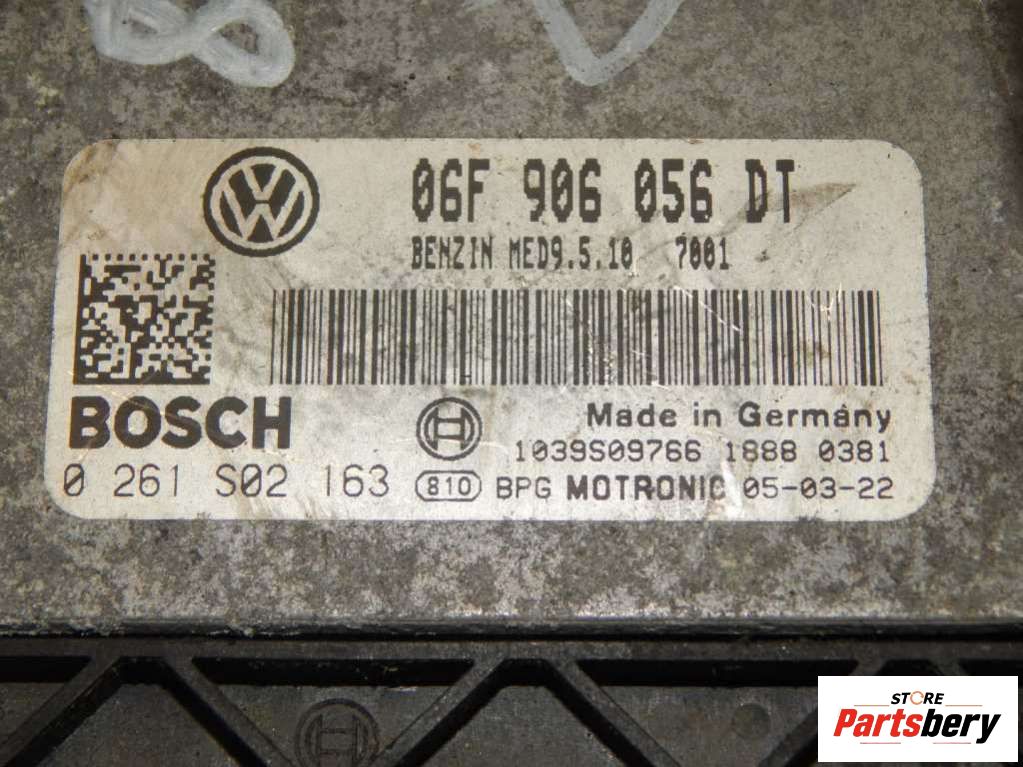 06F 906 056 DT
BENZIN MED9.5.10 7001
BOSCH
Made in Germany
1039S09766 1888 0381
0 261 S02 163 810 BPG MOTRONIC 05-03-22
STORE
Partsbery